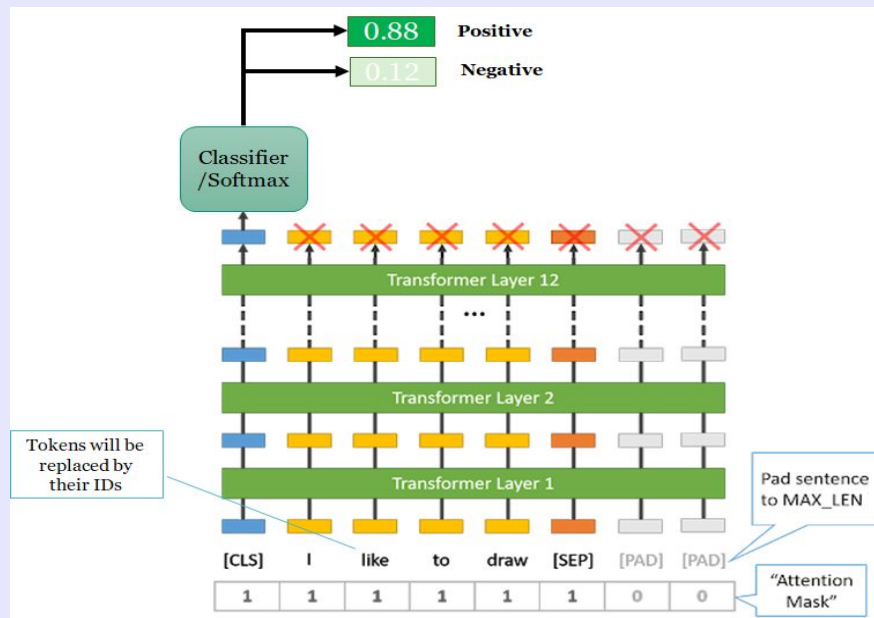 0.88 Positive
0.12 Negative
Classifier
/Softmax
Transformer Layer 12
...
Transformer Layer 2
Tokens will be
replaced by
their IDs
Transformer Layer 1
Pad sentence
to MAX_LEN
[CLS] I like to draw [SEP] [PAD] [PAD]
1 1 1 1 1 1 0 0
“Attention
Mask”